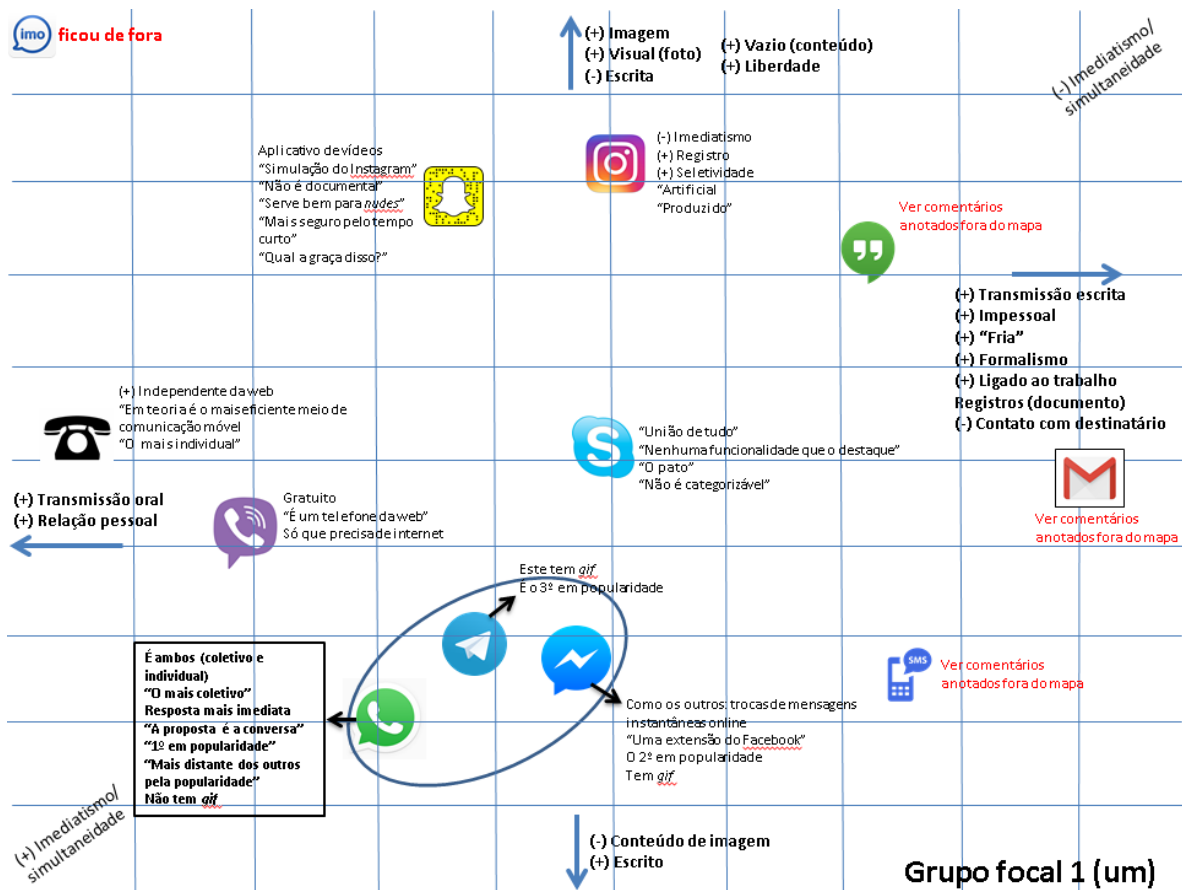 imo
ficou de fora
(+) Imagem
(+) Visual (foto)
(-) Escrita
(+) Vazio (conteúdo)
(+) Liberdade
(-) Imediatismo/
simultaneidade
Aplicativo de vídeos
“Simulação do Instagram”
“Não é documental”
“Serve bem para nudes”
“Mais seguro pelo tempo
curto”
“Qual a graça disso?”
(-) Imediatismo
(+) Registro
(+) Seletividade
“Artificial
“Produzido”
Ver comentários
anotados fora do mapa
(+) Transmissão escrita
(+) Impessoal
(+) “Fria”
(+) Formalismo
(+) Ligado ao trabalho
Registros (documento)
(-) Contato com destinatário
(+) Independente da web
“Em teoria é o mais eficiente meio de
comunicação móvel
“O mais individual”
“União de tudo”
“Nenhuma funcionalidade que o destaque”
“O pato”
“Não é categorizável”
(+) Transmissão oral
(+) Relação pessoal
Gratuito
“É um telefone da web”
Só que precisa de internet
Ver comentários
anotados fora do mapa
Este tem gif
É o 3º em popularidade
É ambos (coletivo e
individual)
“O mais coletivo”
Resposta mais imediata
“A proposta é a conversa”
“1º em popularidade”
“Mais distante dos outros
pela popularidade”
Não tem gif
SMS
Ver comentários
anotados fora do mapa
Como os outros: trocas de mensagens
instantâneas online
“Uma extensão do Facebook”
O 2º em popularidade
Tem gif
(+) Imediatismo/
simultaneidade
(-) Conteúdo de imagem
(+) Escrito
Grupo focal 1 (um)